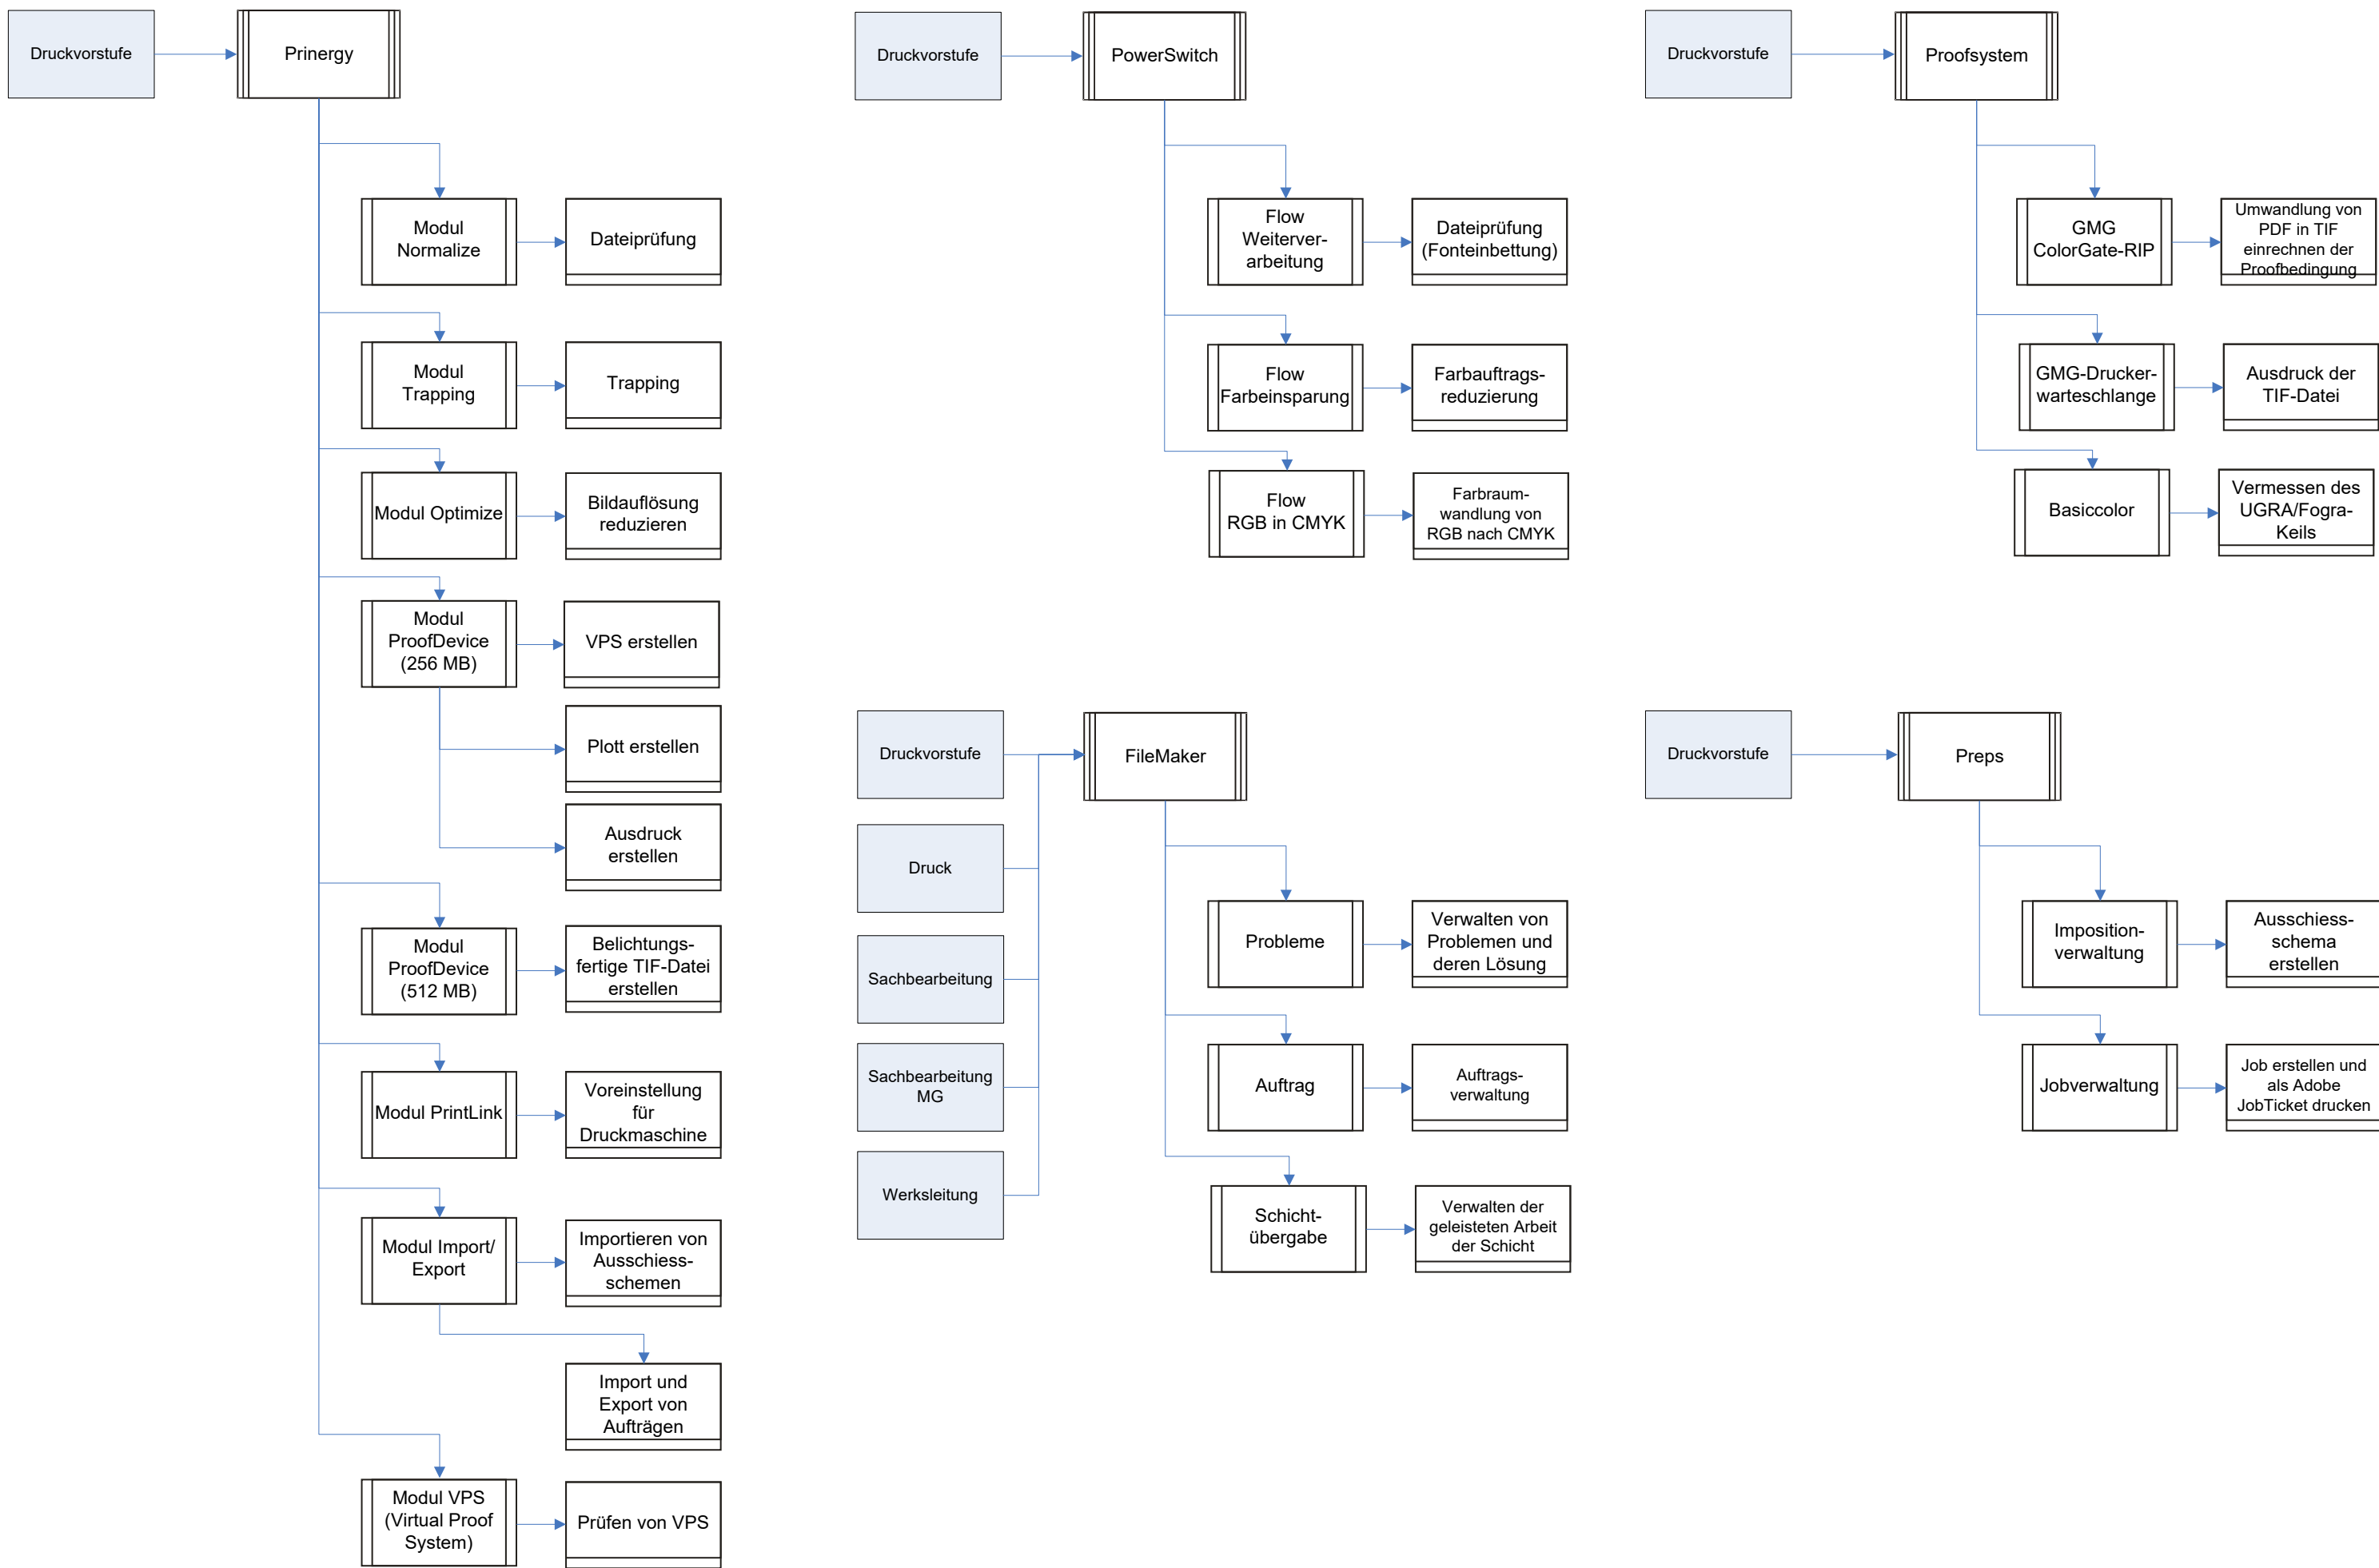 Druckvorstufe
Prinergy
Modul
Normalize
Dateiprüfung
Modul
Trapping
Trapping
Modul Optimize
Bildauflösung
reduzieren
Modul
ProofDevice
(256 MB)
VPS erstellen
Plott erstellen
Ausdruck
erstellen
Modul
ProofDevice
(512 MB)
Belichtungs-
fertige TIF-Datei
erstellen
Modul PrintLink
Voreinstellung
für
Druckmaschine
Modul Import/
Export
Importieren von
Ausschiess-
schemen
Import und
Export von
Aufträgen
Modul VPS
(Virtual Proof
System)
Prüfen von VPS
Druckvorstufe
PowerSwitch
Flow
Weiterver-
arbeitung
Dateiprüfung
(Fonteinbettung)
Flow
Farbeinsparung
Farbauftrags-
reduzierung
Flow
RGB in CMYK
Farbraum-
wandlung von
RGB nach CMYK
Druckvorstufe
Proofsystem
GMG
ColorGate-RIP
Umwandlung von
PDF in TIF
einrechnen der
Proofbedingung
GMG-Drucker-
warteschlange
Ausdruck der
TIF-Datei
Basiccolor
Vermessen des
UGRA/Fogra-
Keils
Druckvorstufe
Druck
Sachbearbeitung
Sachbearbeitung
MG
Werksleitung
FileMaker
Probleme
Verwalten von
Problemen und
deren Lösung
Auftrag
Auftrags-
verwaltung
Schicht-
übergabe
Verwalten der
geleisteten Arbeit
der Schicht
Druckvorstufe
Preps
Imposition-
verwaltung
Ausschiess-
schema
erstellen
Jobverwaltung
Job erstellen und
als Adobe
JobTicket drucken